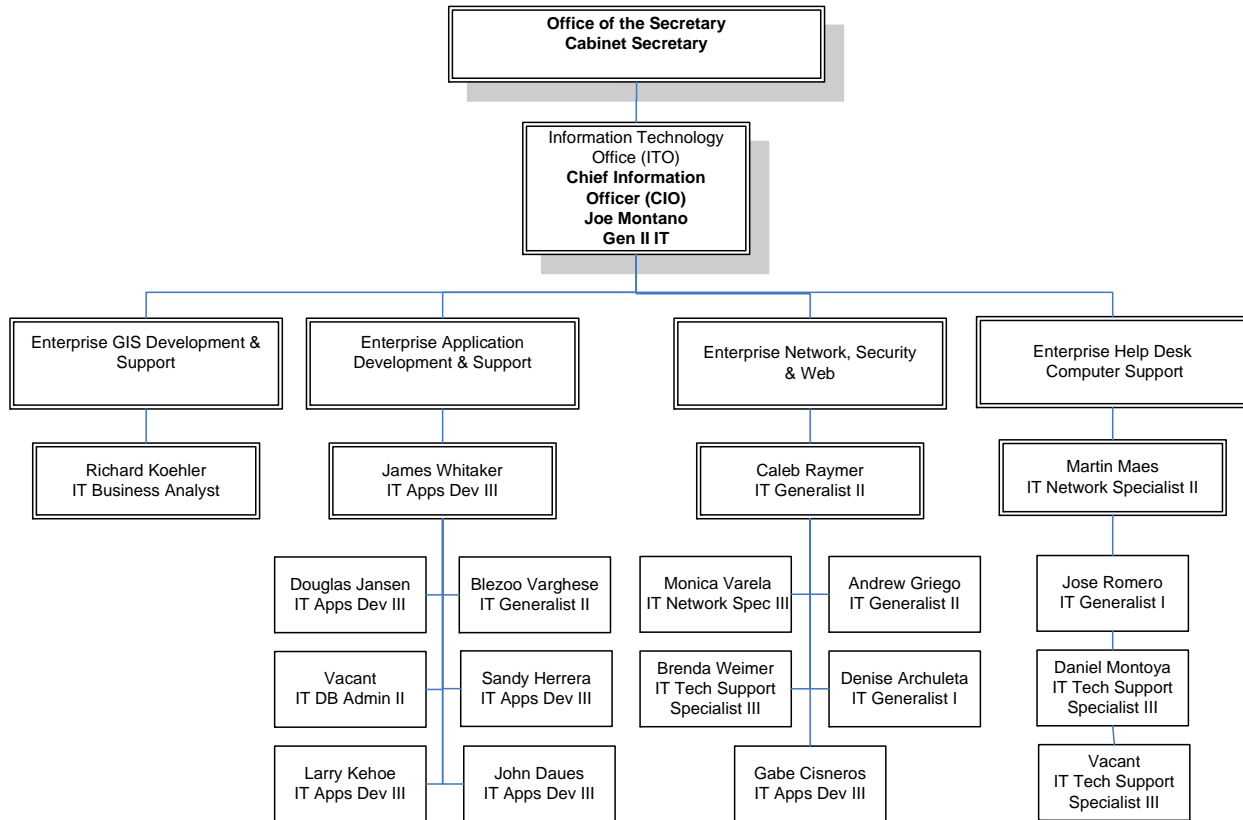 Office of the Secretary
Cabinet Secretary
Information Technology
Office (ITO)
Chief Information
Officer (CIO)
Joe Montano
Gen II IT
Enterprise GIS Development &
Support
Enterprise Application
Development & Support
Enterprise Network, Security
& Web
Enterprise Help Desk
Computer Support
Richard Koehler
IT Business Analyst
James Whitaker
IT Apps Dev III
Caleb Raymer
IT Generalist II
Martin Maes
IT Network Specialist II
Douglas Jansen
IT Apps Dev III
Blezoo Varghese
IT Generalist II
Monica Varela
IT Network Spec III
Andrew Griego
IT Generalist II
Jose Romero
IT Generalist I
Vacant
IT DB Admin II
Sandy Herrera
IT Apps Dev III
Brenda Weimer
IT Tech Support
Specialist III
Denise Archuleta
IT Generalist I
Daniel Montoya
IT Tech Support
Specialist III
Larry Kehoe
IT Apps Dev III
John Daues
IT Apps Dev III
Gabe Cisneros
IT Apps Dev III
Vacant
IT Tech Support
Specialist III